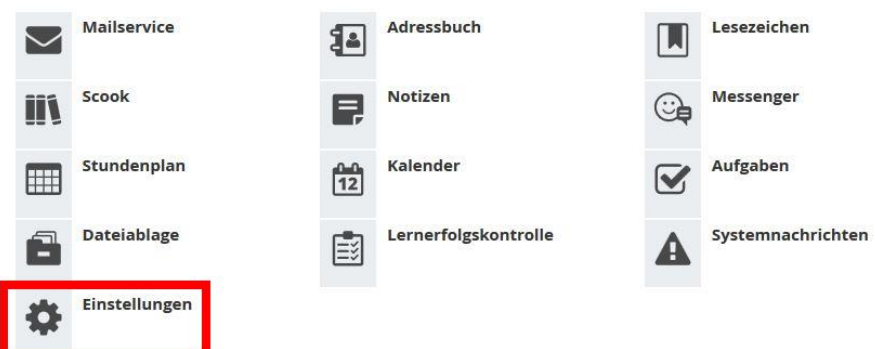 Mailservice
Adressbuch
Lesezeichen
Scook
Notizen
Messenger
Stundenplan
12
Kalender
Aufgaben
Dateiablage
Lernerfolgskontrolle
Systemnachrichten
Einstellungen